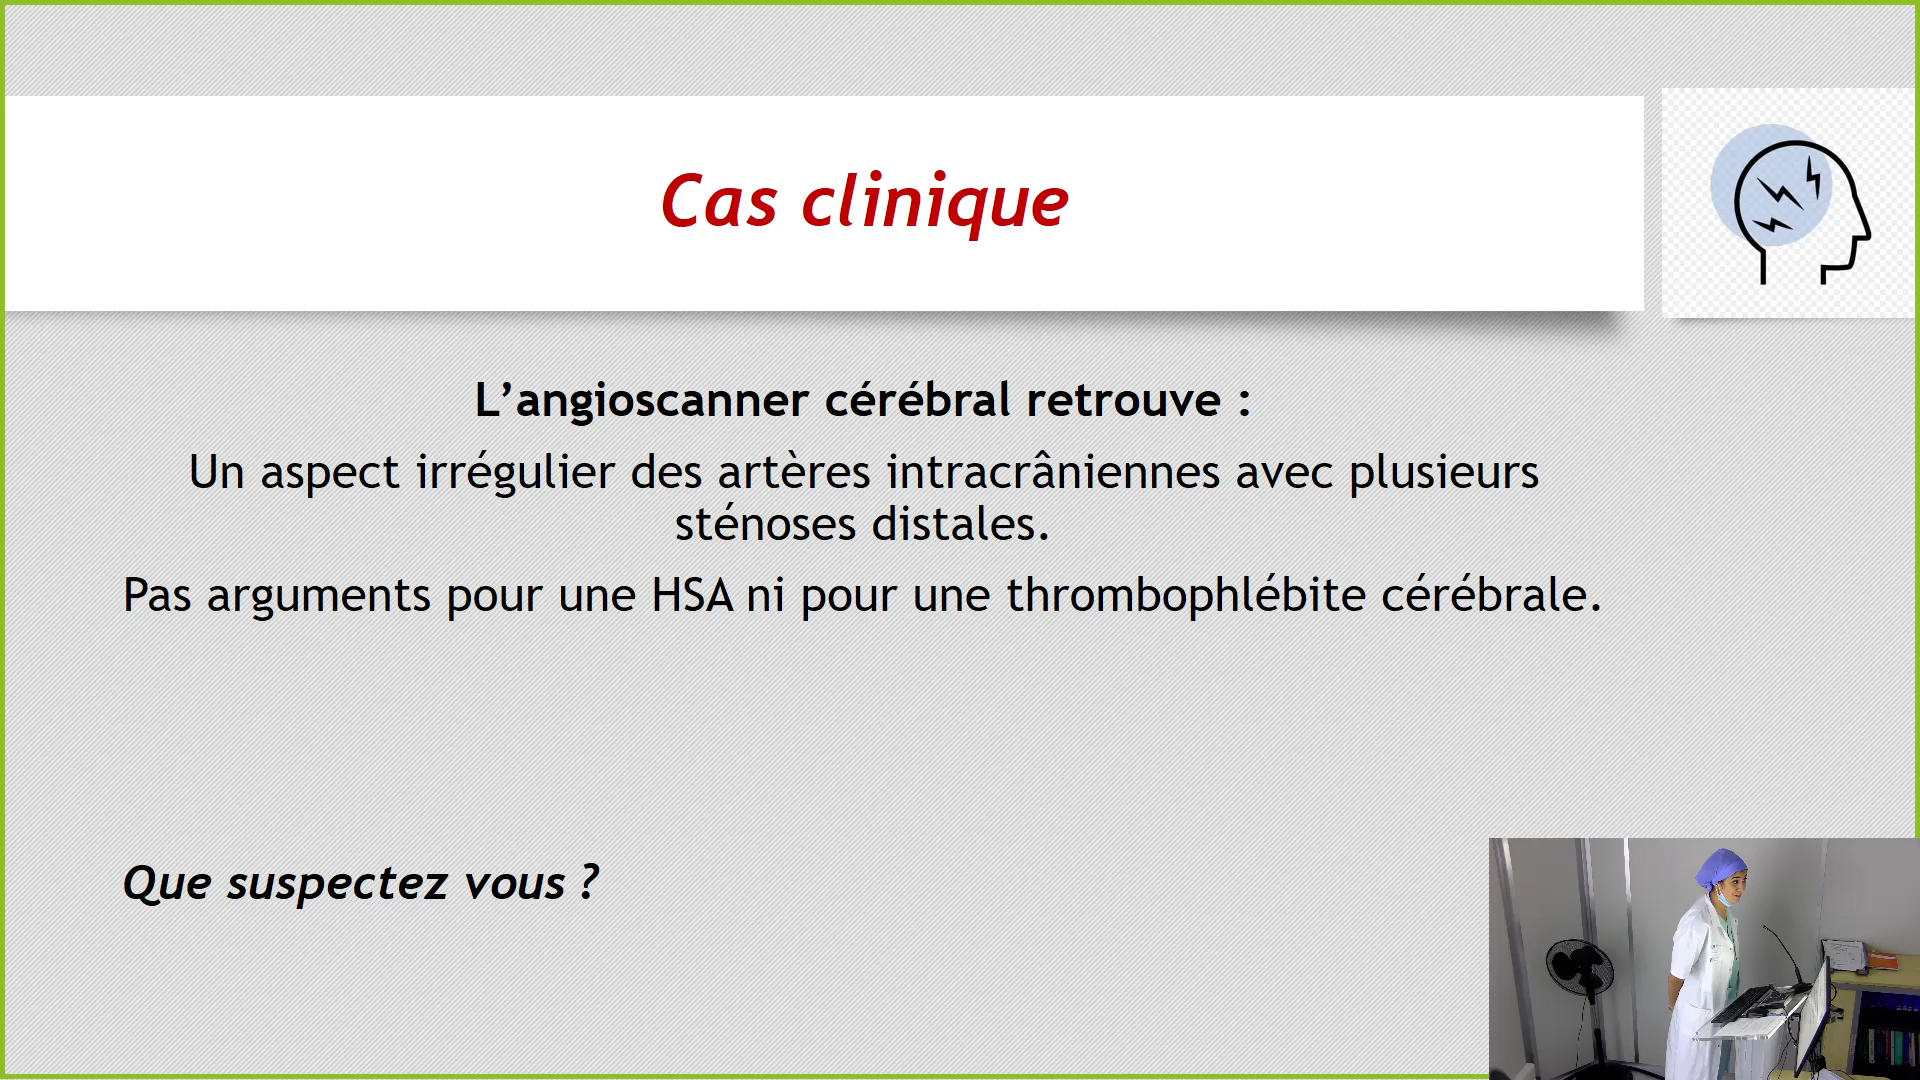 Cas clinique
L’angioscanner cérébral retrouve :
Un aspect irrégulier des artères intracrâniennes avec plusieurs
sténoses distales.
Pas arguments pour une HSA ni pour une thrombophlébite cérébrale.
Que suspectez vous ?